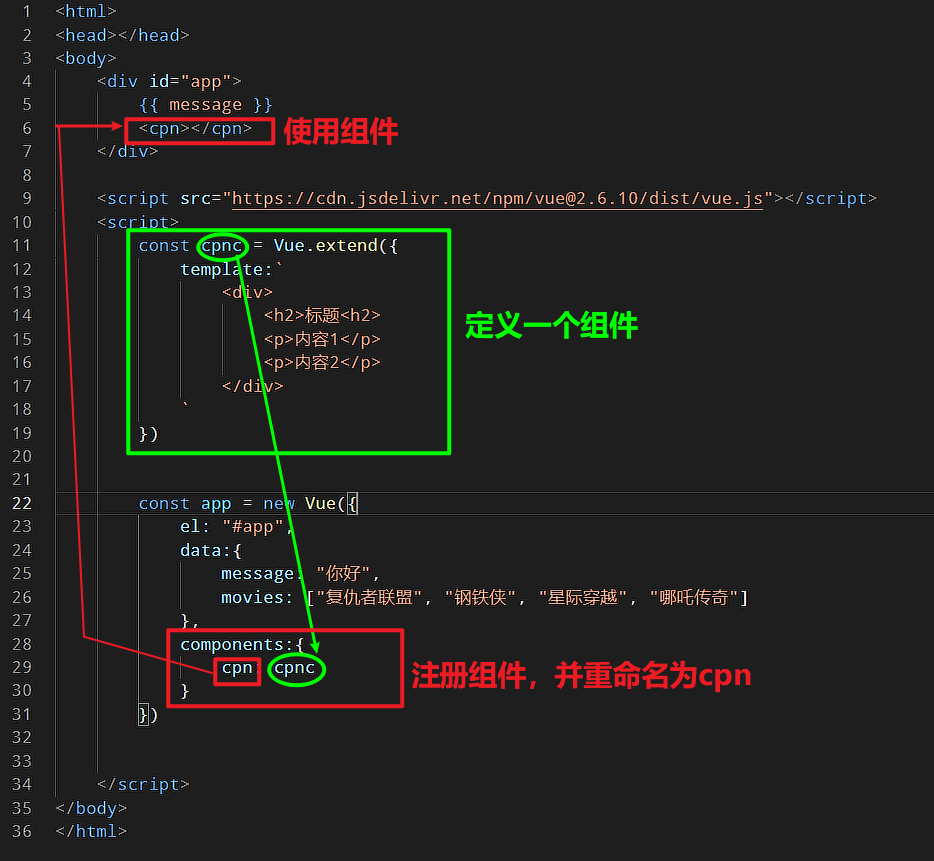 1 <html>
2 <head></head>
3 <body>
4 <div id="app">
5 {{ message }}
6 <cpn></cpn> 使用组件
7 </div>
8
9 <script src="https://cdn.jsdelivr.net/npm/vue@2.6.10/dist/vue.js"></script>
10 <script>
11 const cpnc = Vue.extend({
12 template:`
13 <div>
14 <h2>标题<h2>
定义一个组件
15 <p>内容1</p>
16 <p>内容2</p>
17 </div>
18 `
19 })
20
21
22 const app = new Vue({
23 el: "#app",
24 data:{
25 message: "你好",
26 movies: ["复仇者联盟", "钢铁侠", "星际穿越", "哪吒传奇"]
27 },
28 components:{
29 cpn: cpnc 注册组件，并重命名为cpn
30 }
31 })
32
33
34 </script>
35 </body>
36 </html>